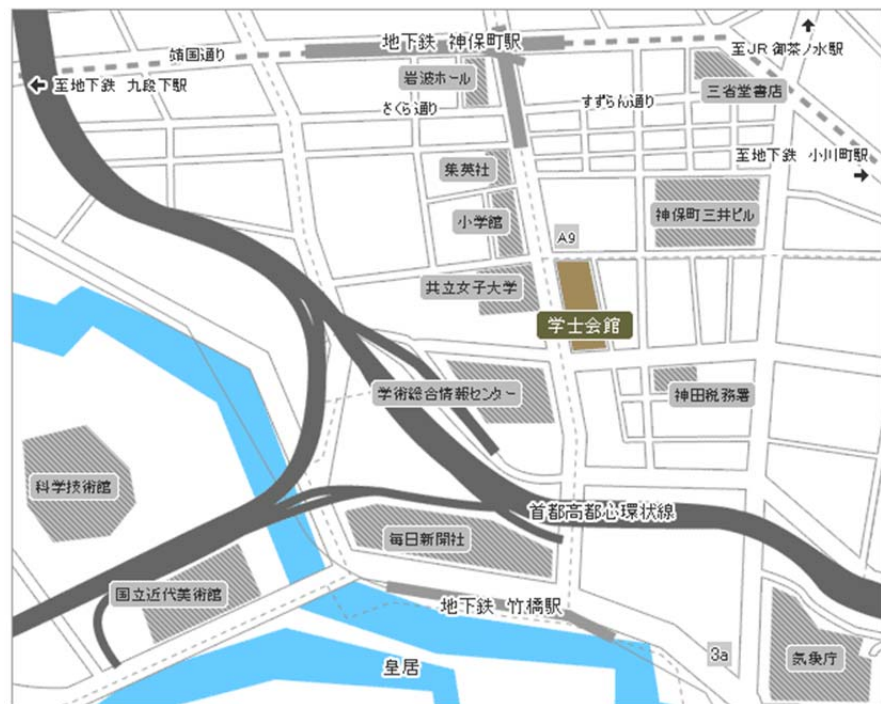 地下鉄 神保町駅
靖国通り
至JR 御茶ノ水駅
至地下鉄 九段下駅
岩波ホール
三省堂書店
さくら通り
すずらん通り
至地下鉄 小川町駅
集英社
神保町三井ビル
小学館
A9
共立女子大学
学士会館
学術総合情報センター
神田税務署
科学技術館
首都高都心環状線
毎日新聞社
国立近代美術館
地下鉄 竹橋駅
3a
気象庁
皇居